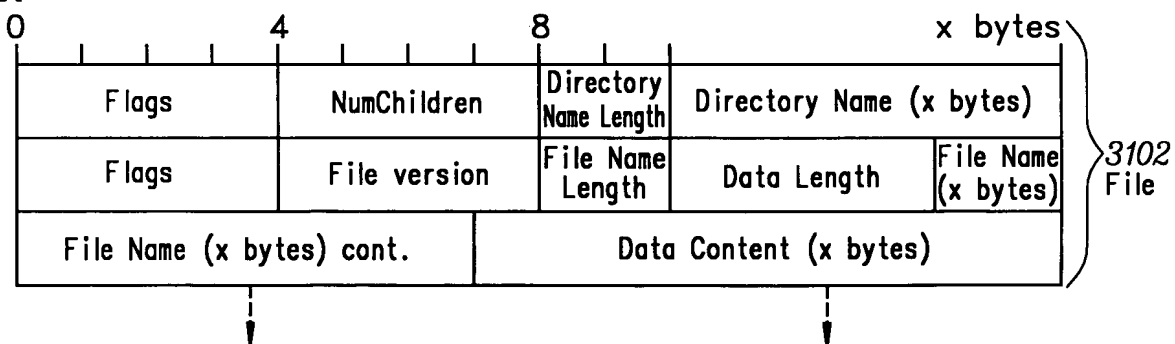 0 4 8 x bytes
Flags NumChildren Directory Name Length Directory Name (x bytes)
Flags File version File Name Length Data Length File Name (x bytes)
File Name (x bytes) cont. Data Content (x bytes)
3102
File